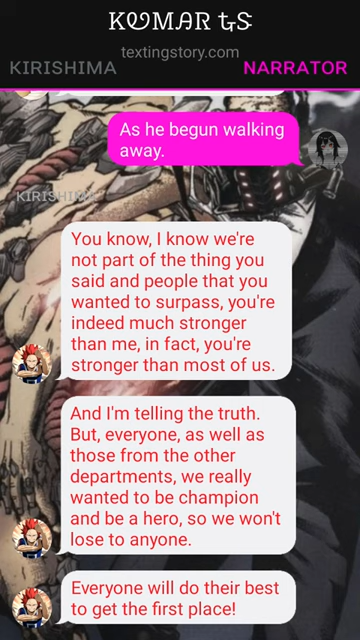 KUMAR GS
textingstory.com
KIRISHIMA NARRATOR
As he begun walking
away.
KIRISHIMA
You know, I know we're
not part of the thing you
said and people that you
wanted to surpass, you're
indeed much stronger
than me, in fact, you're
stronger than most of us.
And I'm telling the truth.
But, everyone, as well as
those from the other
departments, we really
wanted to be champion
and be a hero, so we won't
lose to anyone.
Everyone will do their best
to get the first place!